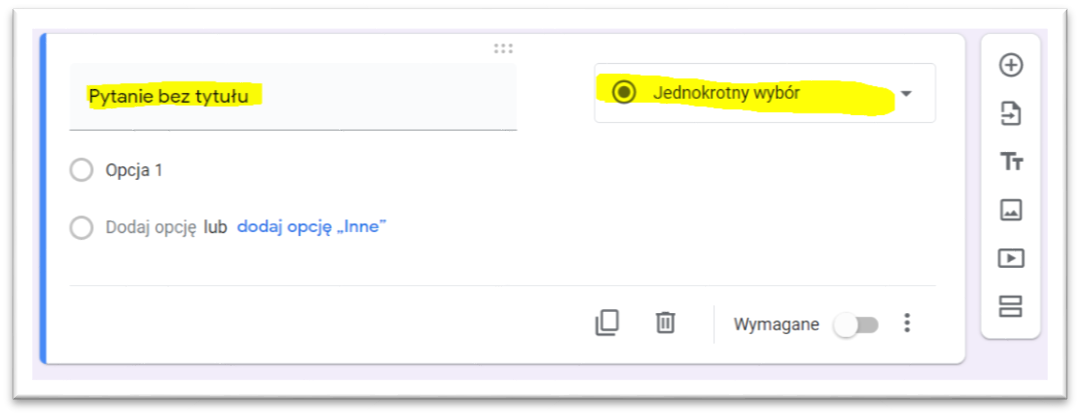 Pytanie bez tytułu
Jednokrotny wybór
Opcja 1
Dodaj opcję lub dodaj opcję „Inne”
Wymagane